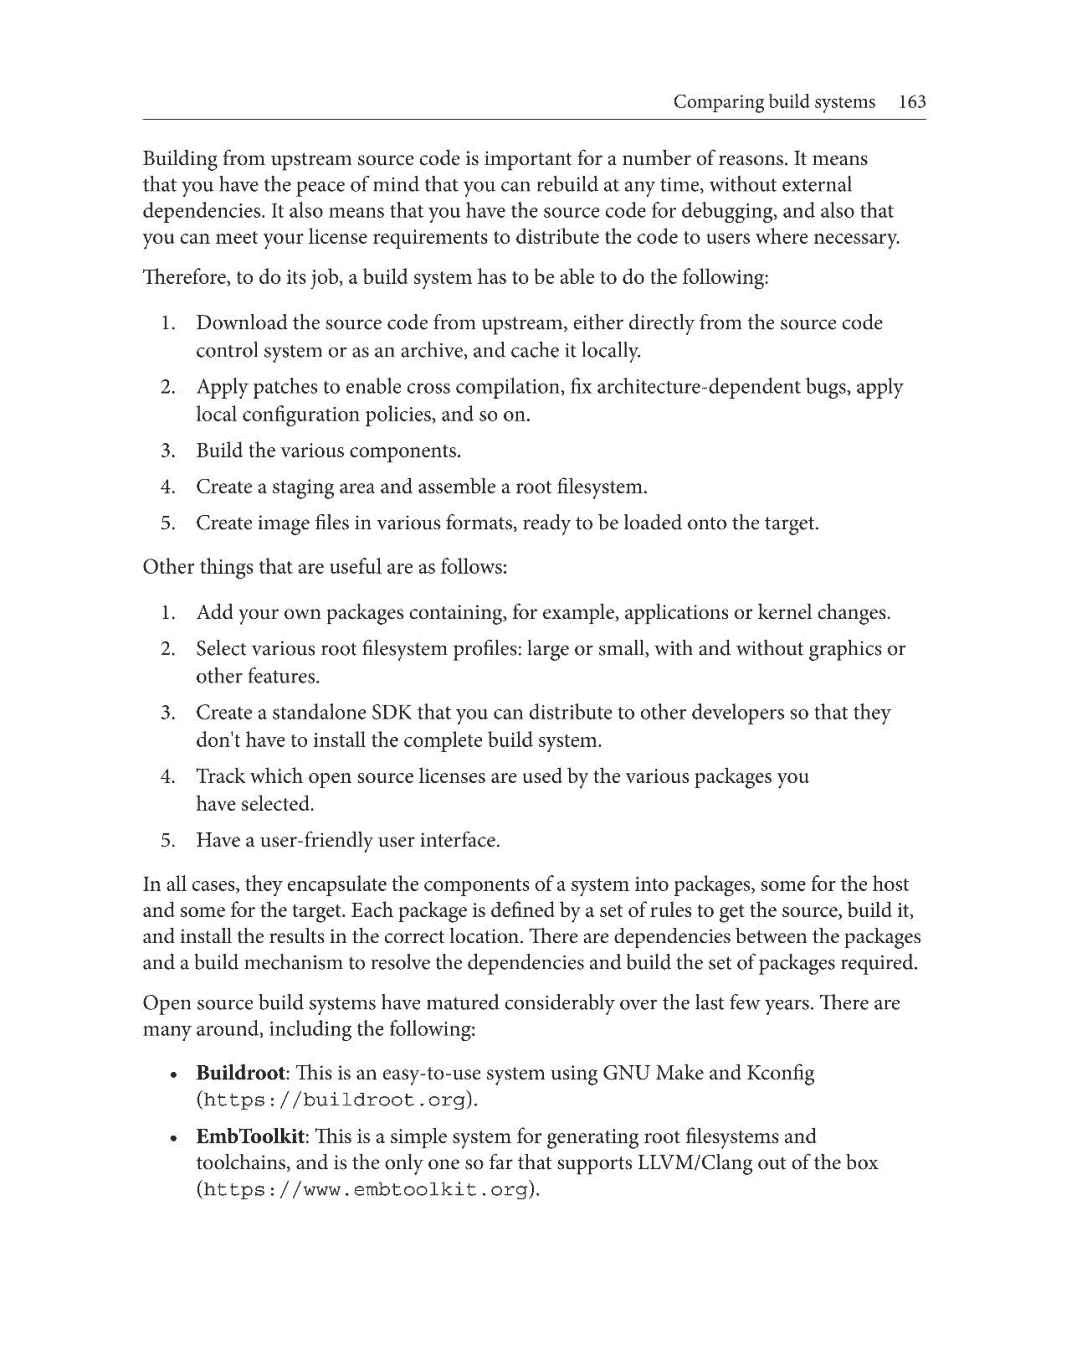 Comparing build systems 163
Building from upstream source code is important for a number of reasons. It means
that you have the peace of mind that you can rebuild at any time, without external
dependencies. It also means that you have the source code for debugging, and also that
you can meet your license requirements to distribute the code to users where necessary.
Therefore, to do its job, a build system has to be able to do the following:
1. Download the source code from upstream, either directly from the source code
control system or as an archive, and cache it locally.
2. Apply patches to enable cross compilation, fix architecture-dependent bugs, apply
local configuration policies, and so on.
3. Build the various components.
4. Create a staging area and assemble a root filesystem.
5. Create image files in various formats, ready to be loaded onto the target.
Other things that are useful are as follows:
1. Add your own packages containing, for example, applications or kernel changes.
2. Select various root filesystem profiles: large or small, with and without graphics or
other features.
3. Create a standalone SDK that you can distribute to other developers so that they
don't have to install the complete build system.
4. Track which open source licenses are used by the various packages you
have selected.
5. Have a user-friendly user interface.
In all cases, they encapsulate the components of a system into packages, some for the host
and some for the target. Each package is defined by a set of rules to get the source, build it,
and install the results in the correct location. There are dependencies between the packages
and a build mechanism to resolve the dependencies and build the set of packages required.
Open source build systems have matured considerably over the last few years. There are
many around, including the following:
• Buildroot: This is an easy-to-use system using GNU Make and Kconfig
(https://buildroot.org).
• EmbToolkit: This is a simple system for generating root filesystems and
toolchains, and is the only one so far that supports LLVM/Clang out of the box
(https://www.embtoolkit.org).